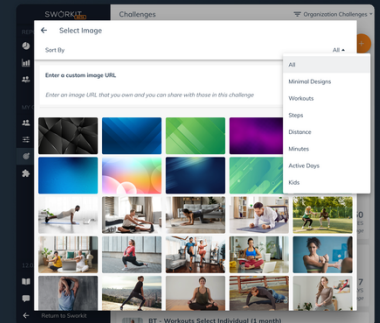 SWORKIT
Challenges
Organization Challenges
Select Image
Sort By
All
Enter a custom image URL
Enter an image URL that you own and you can share with those in this challenge
All
Minimal Designs
Workouts
Steps
Distance
Minutes
Active Days
Kids
Return to Sworkit
BT - Workouts Select Individual (1 month)